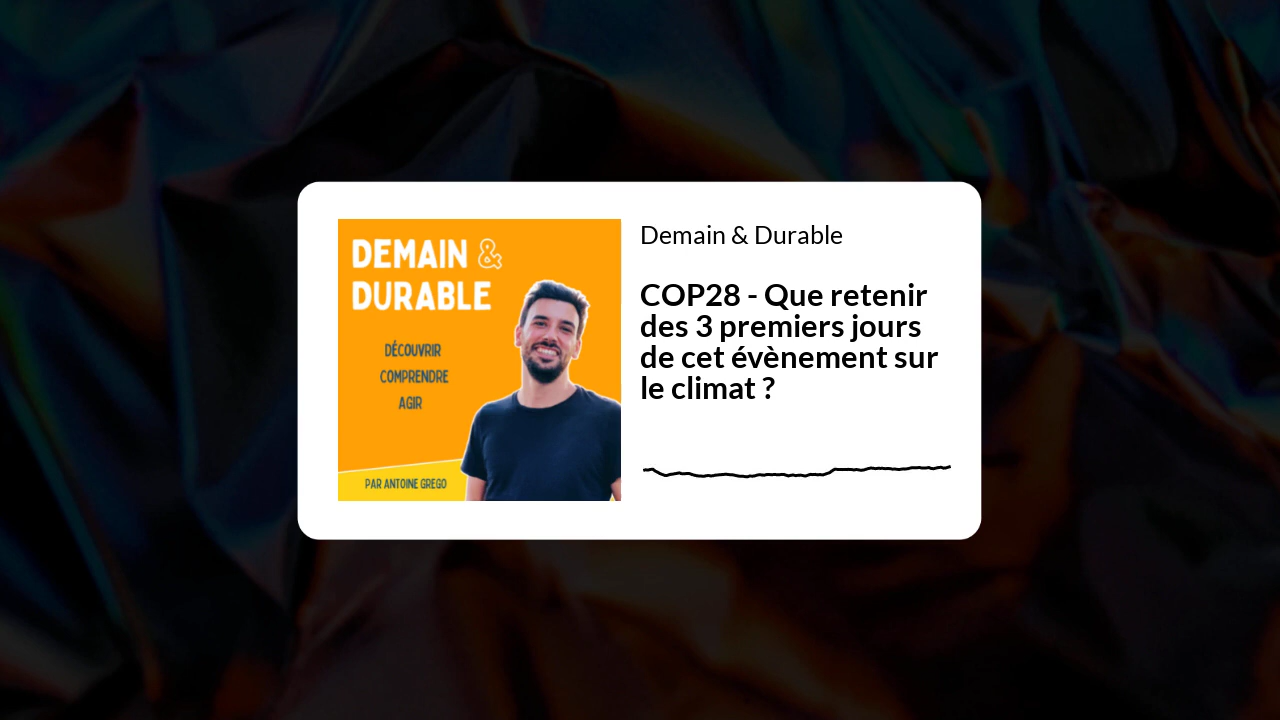 DEMAIN &
DURABLE
DÉCOUVRIR
COMPRENDRE
AGIR
PAR ANTOINE GREGO
Demain & Durable
COP28 - Que retenir
des 3 premiers jours
de cet évènement sur
le climat ?